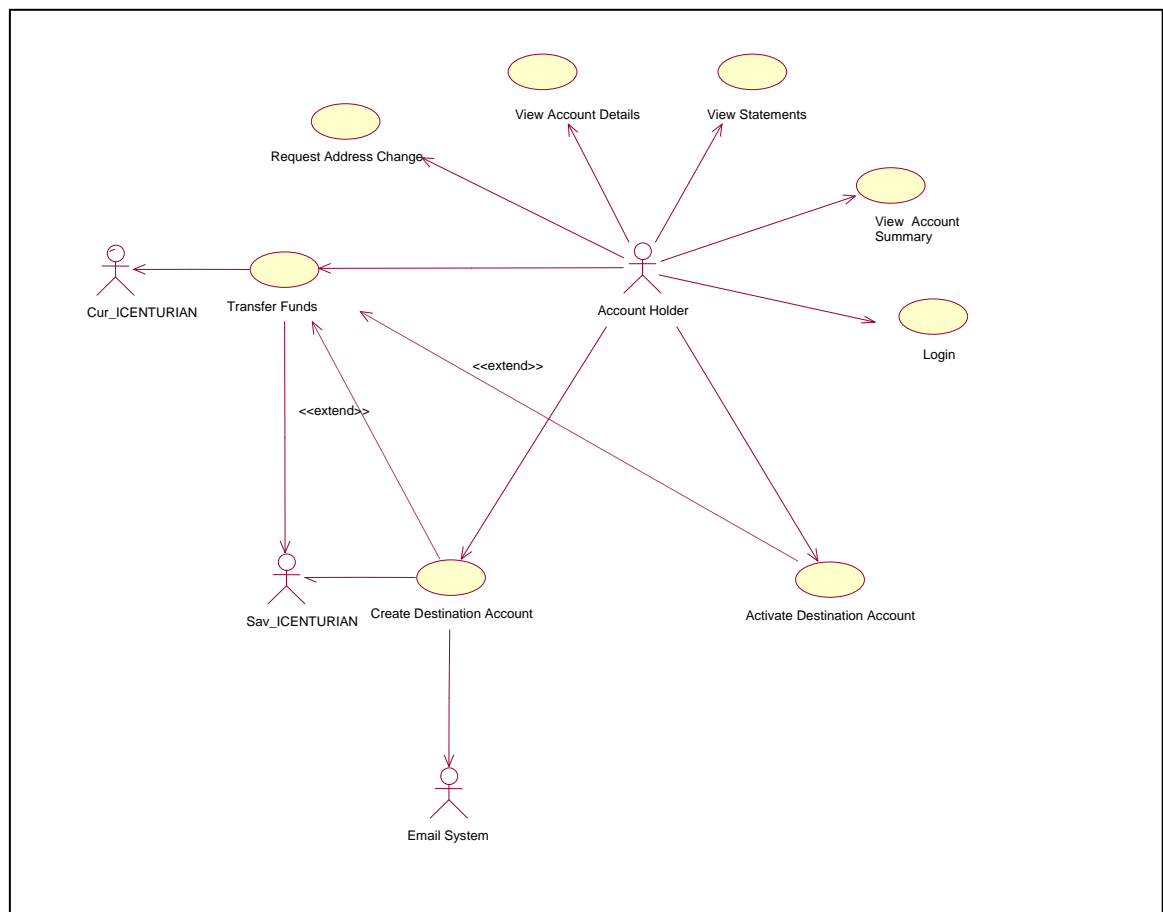 View Account Details
View Statements
Request Address Change
View Account
Summary
Cur_ICENTURIAN
Transfer Funds
Account Holder
Login
<<extend>>
<<extend>>
Sav_ICENTURIAN
Create Destination Account
Activate Destination Account
Email System